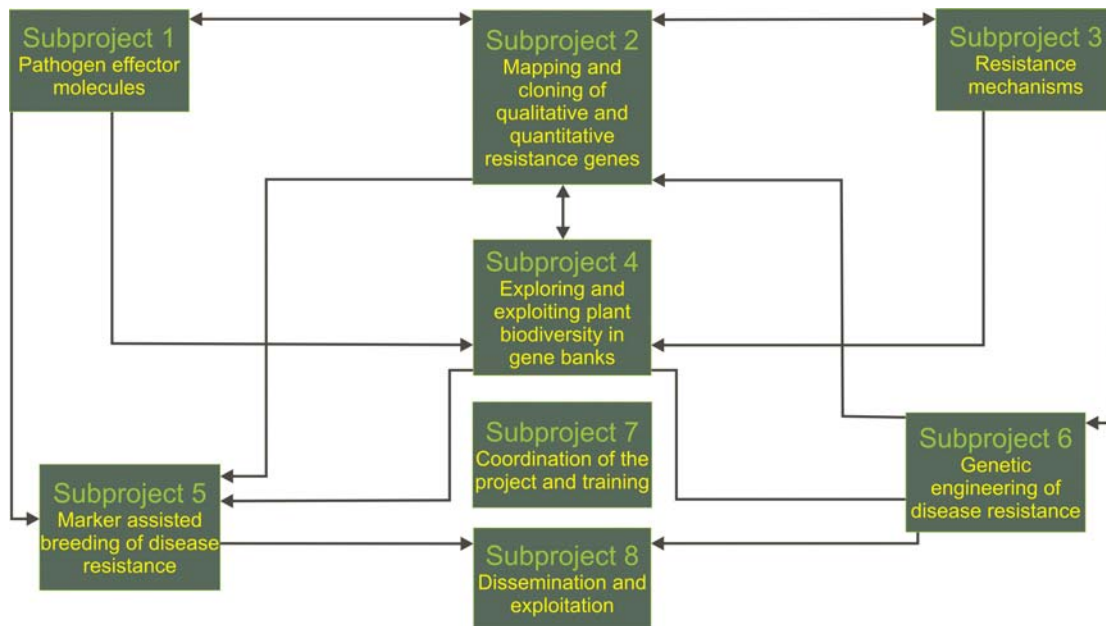 Subproject 1
Pathogen effector
molecules
Subproject 2
Mapping and
cloning of
qualitative and
quantitative
resistance genes
Subproject 3
Resistance
mechanisms
Subproject 4
Exploring and
exploiting plant
biodiversity in
gene banks
Subproject 5
Marker assisted
breeding of disease
resistance
Subproject 7
Coordination of the
project and training
Subproject 6
Genetic
engineering of
disease resistance
Subproject 8
Dissemination and
exploitation